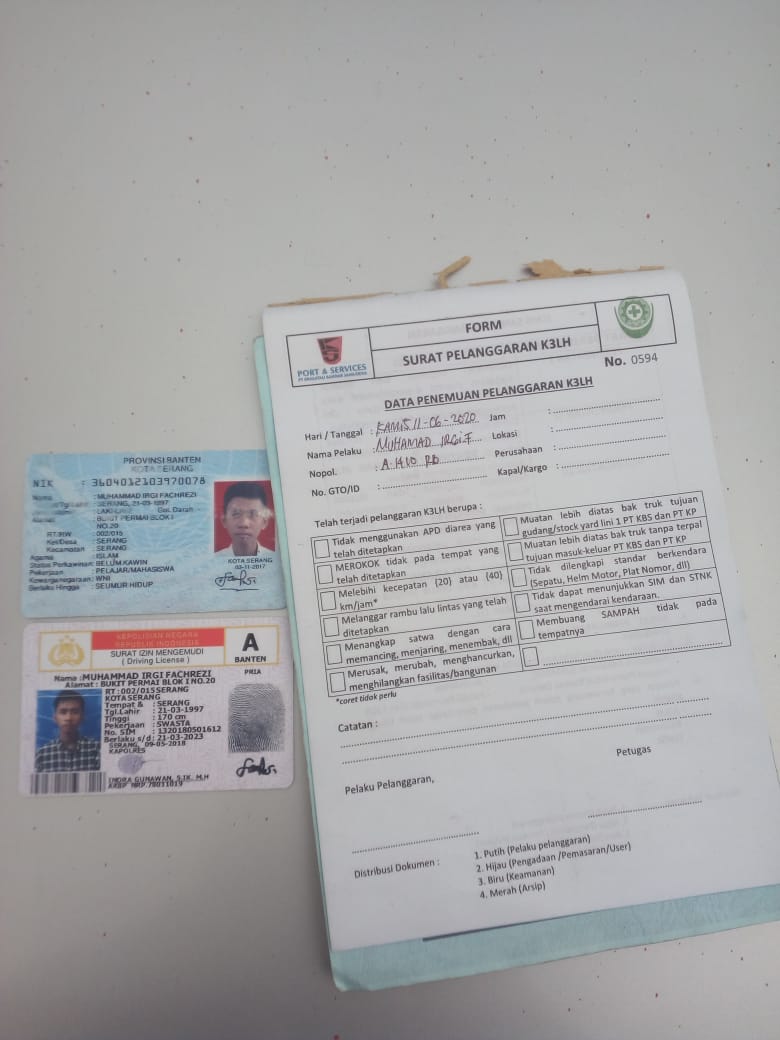 PROVINSI BANTEN
KOTA SERANG
NIK : 3604012103970078
Nama : MUHAMMAD IRGI FACHREZI
SERANG, 21-03-1997
Gol. Darah
Alamat : BUKIT PERMAI BLOK I
NO.20
RT/RW : 002/015
Kel/Desa : SERANG
Kecamatan : SERANG
Agama : ISLAM
Status Perkawinan: BELUM KAWIN
Pekerjaan : PELAJAR/MAHASISWA
Kewarganegaraan: WNI
Berlaku Hingga : SEUMUR HIDUP
KOTA SERANG
03-11-2017
KEPOLISIAN NEGARA
REPUBLIK INDONESIA
SURAT IZIN MENGEMUDI
( Driving License )
A
BANTEN
PRIA
Nama : MUHAMMAD IRGI FACHREZI
Alamat : BUKIT PERMAI BLOK I NO.20
RT :002/015 SERANG
KOTA SERANG
Tempat & : SERANG
Tgl.Lahir : 21-03-1997
Tinggi : 170 cm
Pekerjaan : SWASTA
No. SIM : 1320180501612
Berlaku s/d : 21-03-2023
SERANG, 09-05-2018
KAPOLRES
INDRA GUNAWAN, S.IK. M.H
AKBP NRP.78011019
PORT & SERVICES
PT KRAKATAU BANDAR SAMUDERA
FORM
SURAT PELANGGARAN K3LH
No. 0594
DATA PENEMUAN PELANGGARAN K3LH
Hari / Tanggal : KAMIS 11-06-2020 Jam :
Nama Pelaku : MUHAMAD IRGI.F Lokasi :
Nopol. : A 1410 RD Perusahaan :
No. GTO/ID : Kapal/Kargo :
Telah terjadi pelanggaran K3LH berupa :
Tidak menggunakan APD diarea yang
telah ditetapkan
MEROKOK tidak pada tempat yang
telah ditetapkan
Melebihi kecepatan (20) atau (40)
km/jam*
Melanggar rambu lalu lintas yang telah
ditetapkan
Menangkap satwa dengan cara
memancing, menjaring, menembak, dll
Merusak, merubah, menghancurkan,
menghilangkan fasilitas/bangunan
Muatan lebih diatas bak truk tujuan
gudang/stock yard lini 1 PT KBS dan PT KP
Muatan lebih diatas bak truk tanpa terpal
tujuan masuk-keluar PT KBS dan PT KP
Tidak dilengkapi standar berkendara
(Sepatu, Helm Motor, Plat Nomor, dll)
Tidak dapat menunjukkan SIM dan STNK
saat mengendarai kendaraan.
Membuang SAMPAH tidak pada
tempatnya
*coret tidak perlu
Catatan :
Petugas
Pelaku Pelanggaran,
Distribusi Dokumen :
1. Putih (Pelaku pelanggaran)
2. Hijau (Pengadaan /Pemasaran/User)
3. Biru (Keamanan)
4. Merah (Arsip)